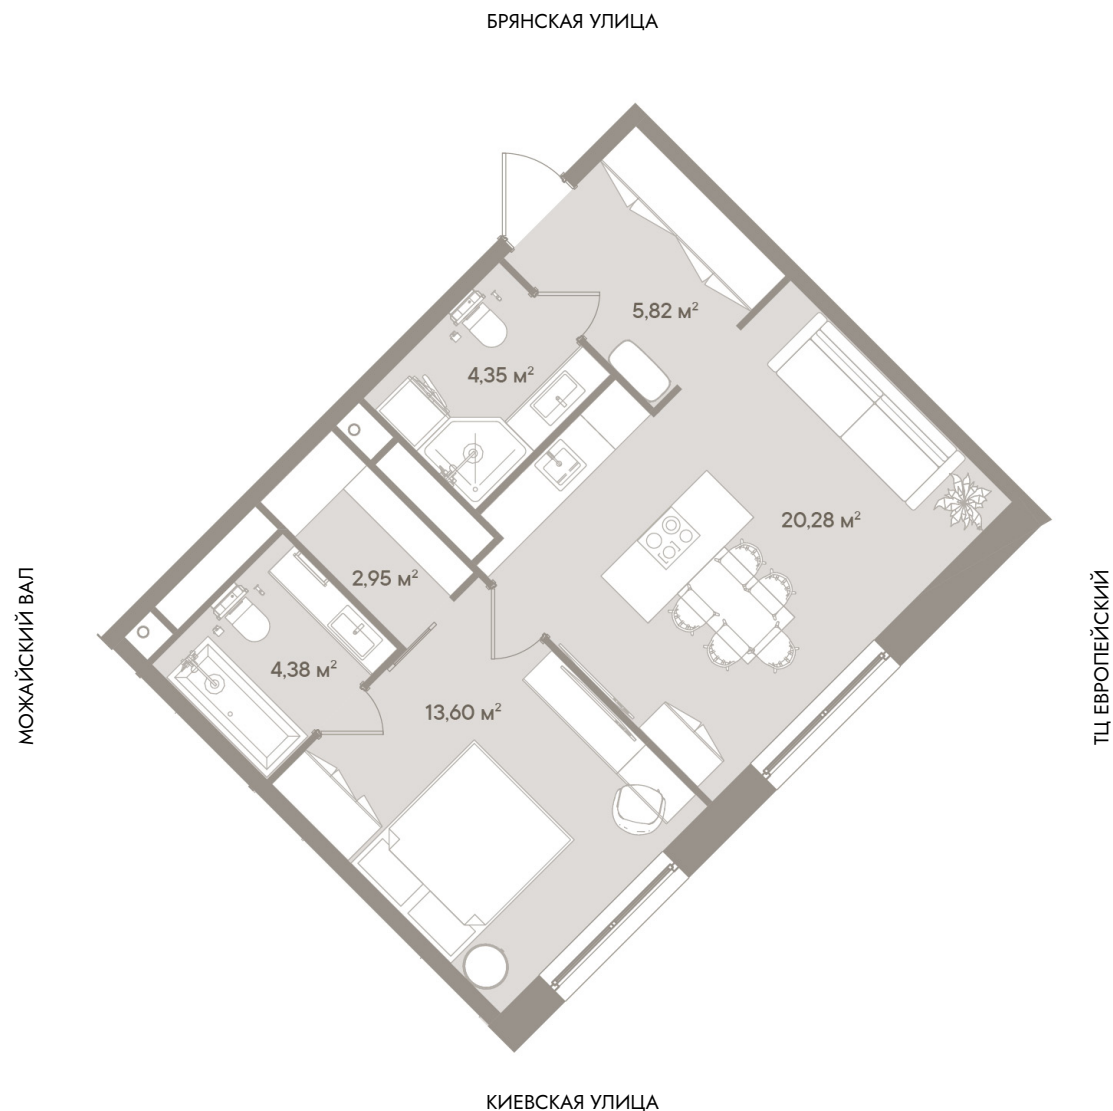 БРЯНСКАЯ УЛИЦА
5,82 м²
4,35 м²
20,28 м²
2,95 м²
4,38 м²
13,60 м²
МОЖАЙСКИЙ ВАЛ
ТЦ ЕВРОПЕЙСКИЙ
КИЕВСКАЯ УЛИЦА